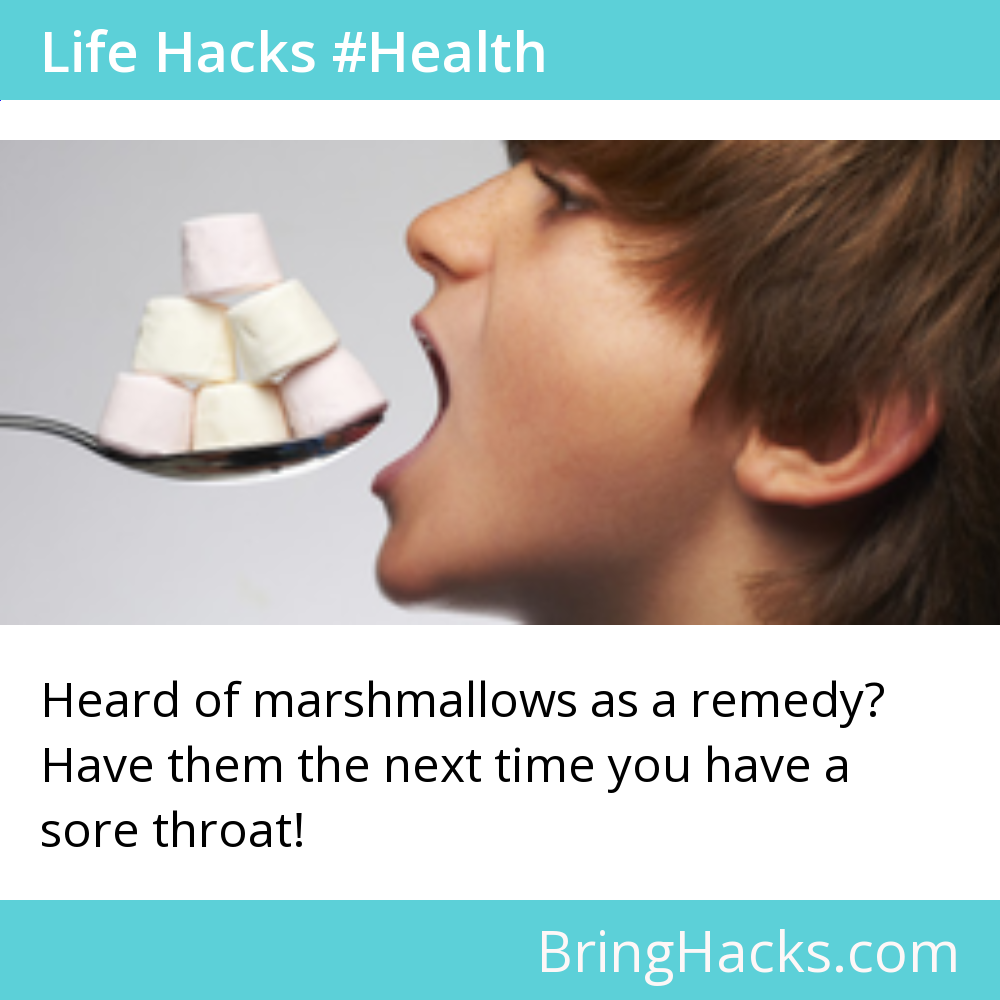 Life Hacks #Health
Heard of marshmallows as a remedy?
Have them the next time you have a
sore throat!
BringHacks.com